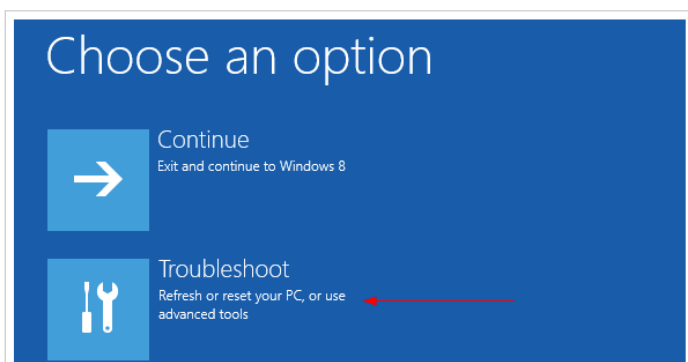 Choose an option
Continue
Exit and continue to Windows 8
Troubleshoot
Refresh or reset your PC, or use
advanced tools